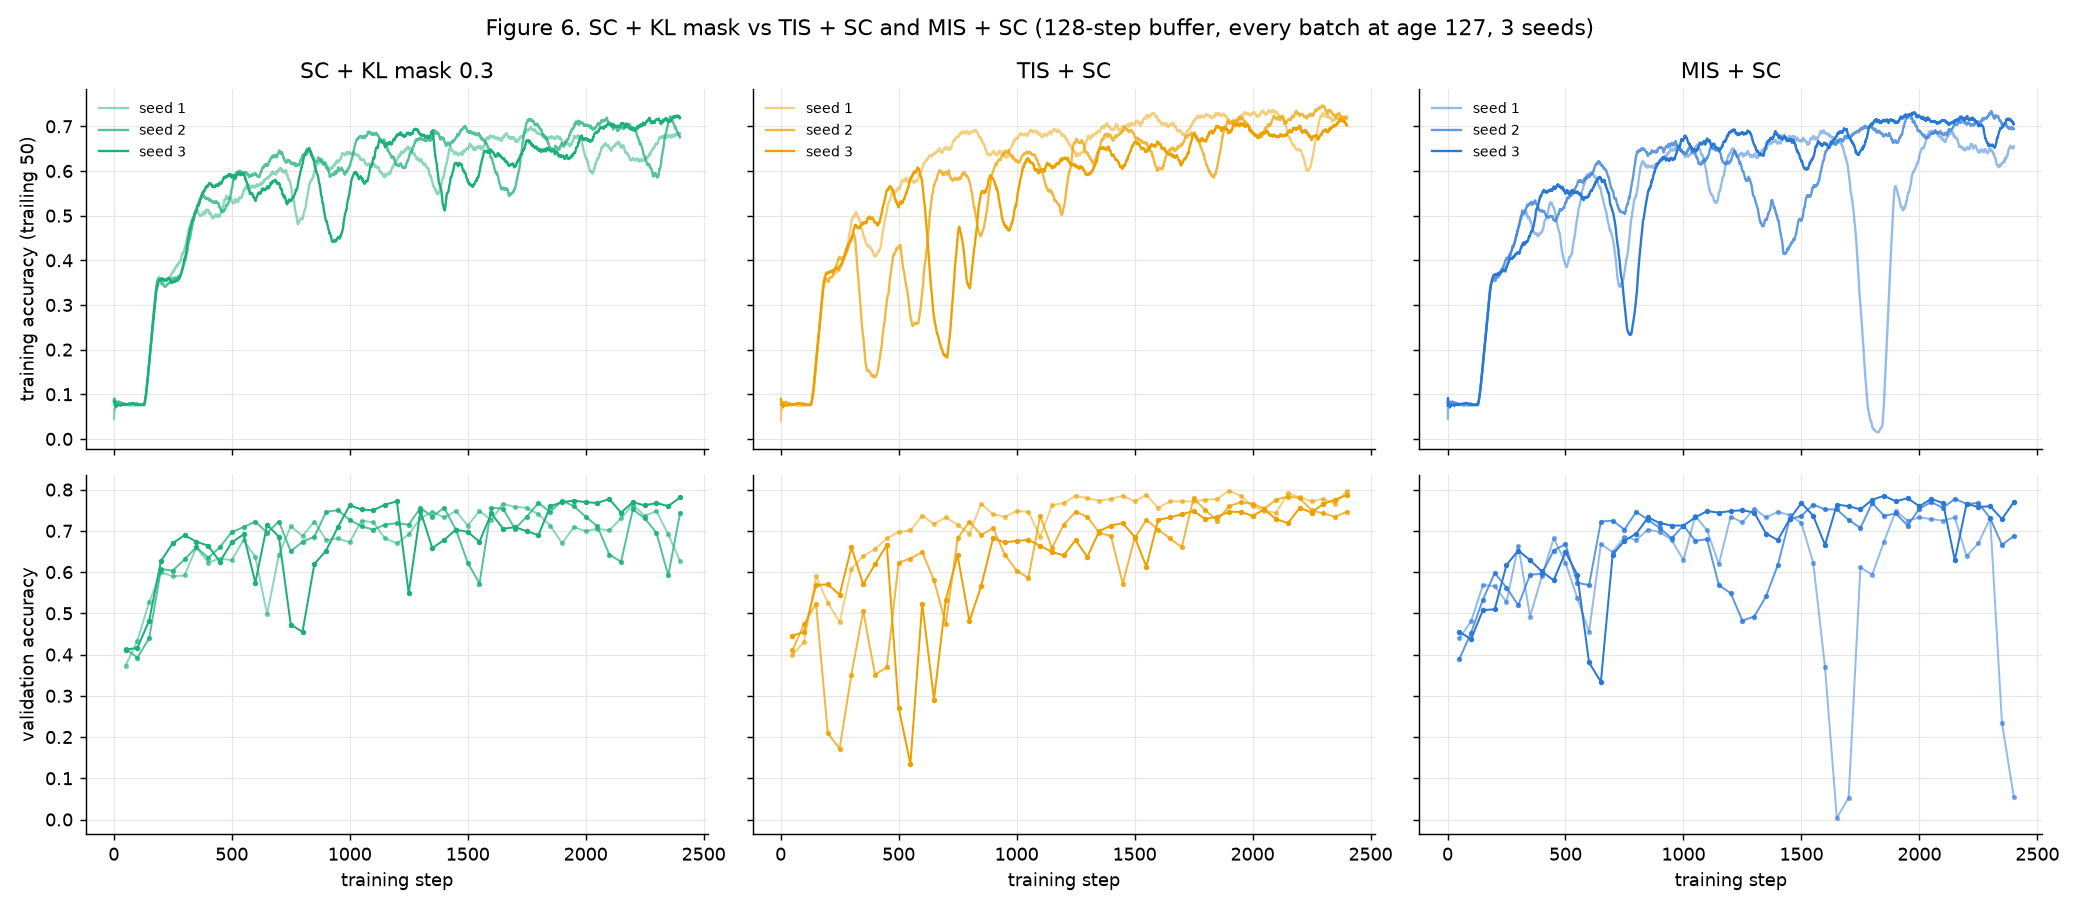 Figure 6. SC + KL mask vs TIS + SC and MIS + SC (128-step buffer, every batch at age 127, 3 seeds)
SC + KL mask 0.3
TIS + SC
MIS + SC
training accuracy (trailing 50)
0.7
0.6
0.5
0.4
0.3
0.2
0.1
0.0
seed 1
seed 2
seed 3
seed 1
seed 2
seed 3
seed 1
seed 2
seed 3
validation accuracy
0.8
0.7
0.6
0.5
0.4
0.3
0.2
0.1
0.0
0 500 1000 1500 2000 2500
training step
0 500 1000 1500 2000 2500
training step
0 500 1000 1500 2000 2500
training step